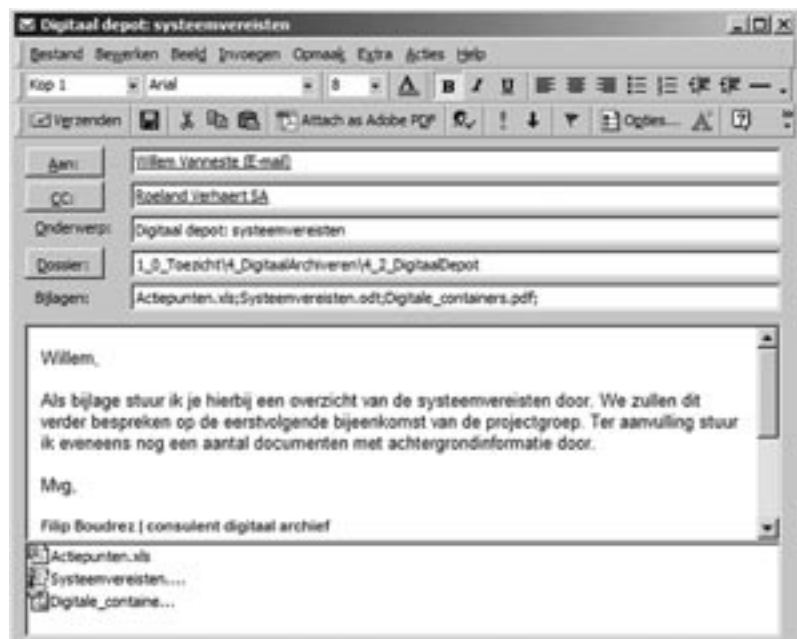 Digitaal depot: systeemvereisten
Bestand Bewerken Beeld Invoegen Opmaak Extra Acties Help
Kop 1 Arial 8 A B I U
Verzenden Attach as Adobe PDF Opties...
Aan: Willem Vanneste (E-mail)
CC: Roeland Verhaert SA
Onderwerp: Digitaal depot: systeemvereisten
Dossier: 1_0_Toezicht\4_DigitaalArchiveren\4_2_DigitaalDepot
Bijlagen: Actiepunten.xls;Systeemvereisten.odt;Digitale_containers.pdf;
Willem,
Als bijlage stuur ik je hierbij een overzicht van de systeemvereisten door. We zullen dit
verder bespreken op de eerstvolgende bijeenkomst van de projectgroep. Ter aanvulling stuur
ik eveneens nog een aantal documenten met achtergrondinformatie door.
Mvg,
Filip Boudrez | consulent digitaal archief
Actiepunten.xls
Systeemvereisten....
Digitale_containe...